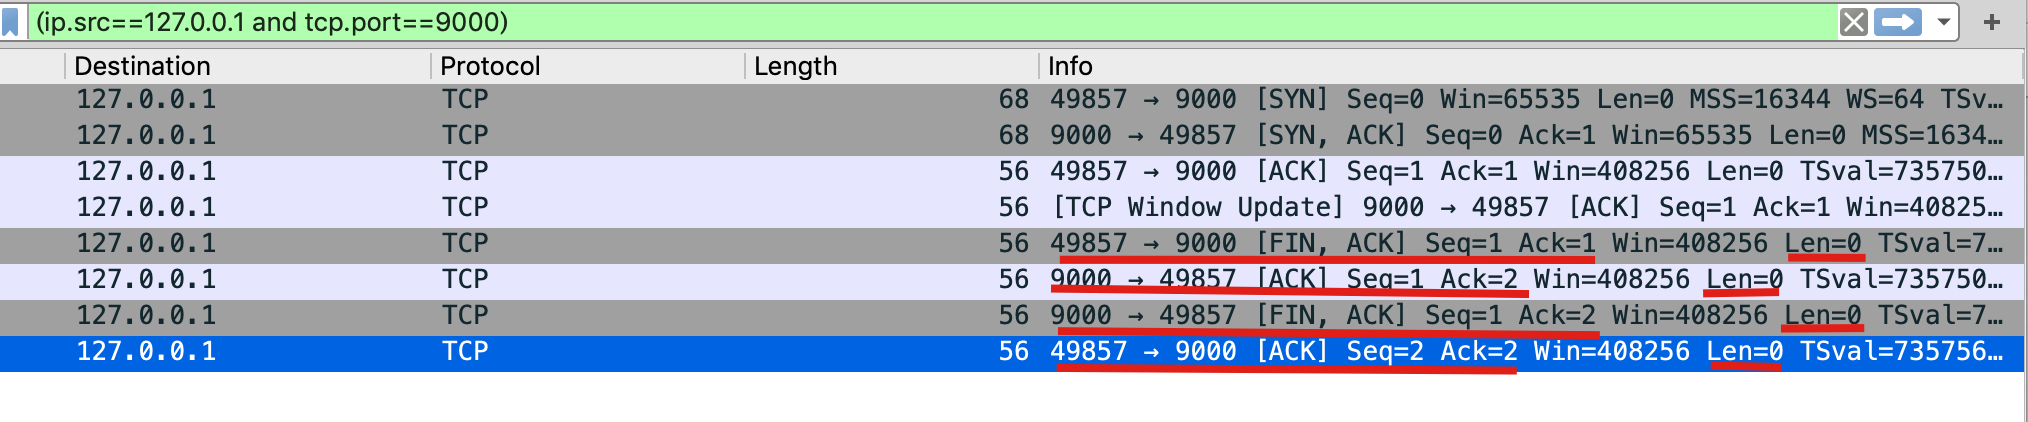 (ip.src==127.0.0.1 and tcp.port==9000)
Destination Protocol Length Info
127.0.0.1 TCP 68 49857 → 9000 [SYN] Seq=0 Win=65535 Len=0 MSS=16344 WS=64 TSv…
127.0.0.1 TCP 68 9000 → 49857 [SYN, ACK] Seq=0 Ack=1 Win=65535 Len=0 MSS=1634…
127.0.0.1 TCP 56 49857 → 9000 [ACK] Seq=1 Ack=1 Win=408256 Len=0 TSval=735750…
127.0.0.1 TCP 56 [TCP Window Update] 9000 → 49857 [ACK] Seq=1 Ack=1 Win=40825…
127.0.0.1 TCP 56 49857 → 9000 [FIN, ACK] Seq=1 Ack=1 Win=408256 Len=0 TSval=7…
127.0.0.1 TCP 56 9000 → 49857 [ACK] Seq=1 Ack=2 Win=408256 Len=0 TSval=735750…
127.0.0.1 TCP 56 9000 → 49857 [FIN, ACK] Seq=1 Ack=2 Win=408256 Len=0 TSval=7…
127.0.0.1 TCP 56 49857 → 9000 [ACK] Seq=2 Ack=2 Win=408256 Len=0 TSval=735756…